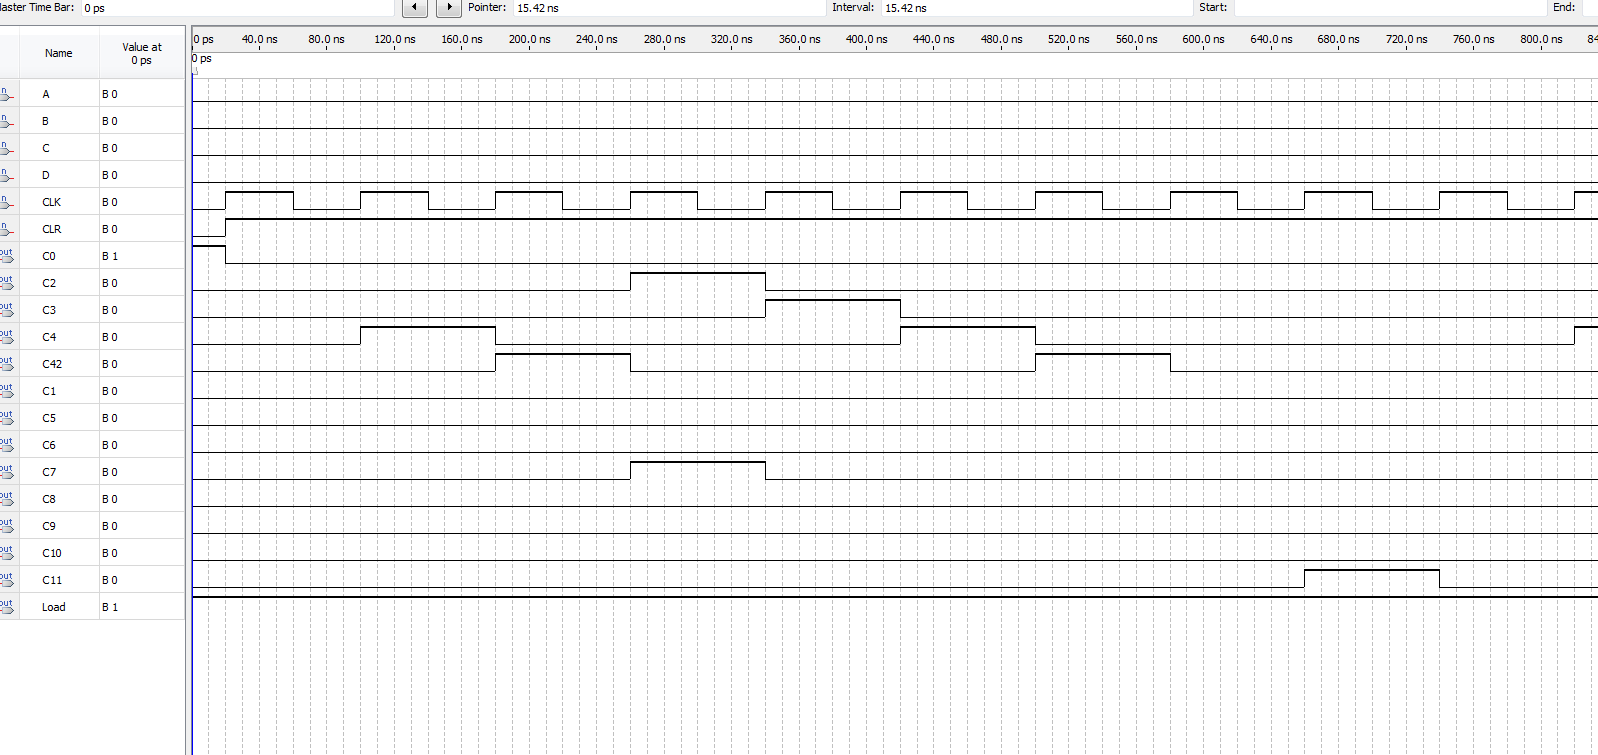 Master Time Bar: 0 ps Pointer: 15.42 ns Interval: 15.42 ns Start: End:
Name Value at 0 ps 0 ps 40.0 ns 80.0 ns 120.0 ns 160.0 ns 200.0 ns 240.0 ns 280.0 ns 320.0 ns 360.0 ns 400.0 ns 440.0 ns 480.0 ns 520.0 ns 560.0 ns 600.0 ns 640.0 ns 680.0 ns 720.0 ns 760.0 ns 800.0 ns 84
0 ps
in A B 0
in B B 0
in C B 0
in D B 0
in CLK B 0
in CLR B 0
out C0 B 1
out C2 B 0
out C3 B 0
out C4 B 0
out C42 B 0
out C1 B 0
out C5 B 0
out C6 B 0
out C7 B 0
out C8 B 0
out C9 B 0
out C10 B 0
out C11 B 0
out Load B 1